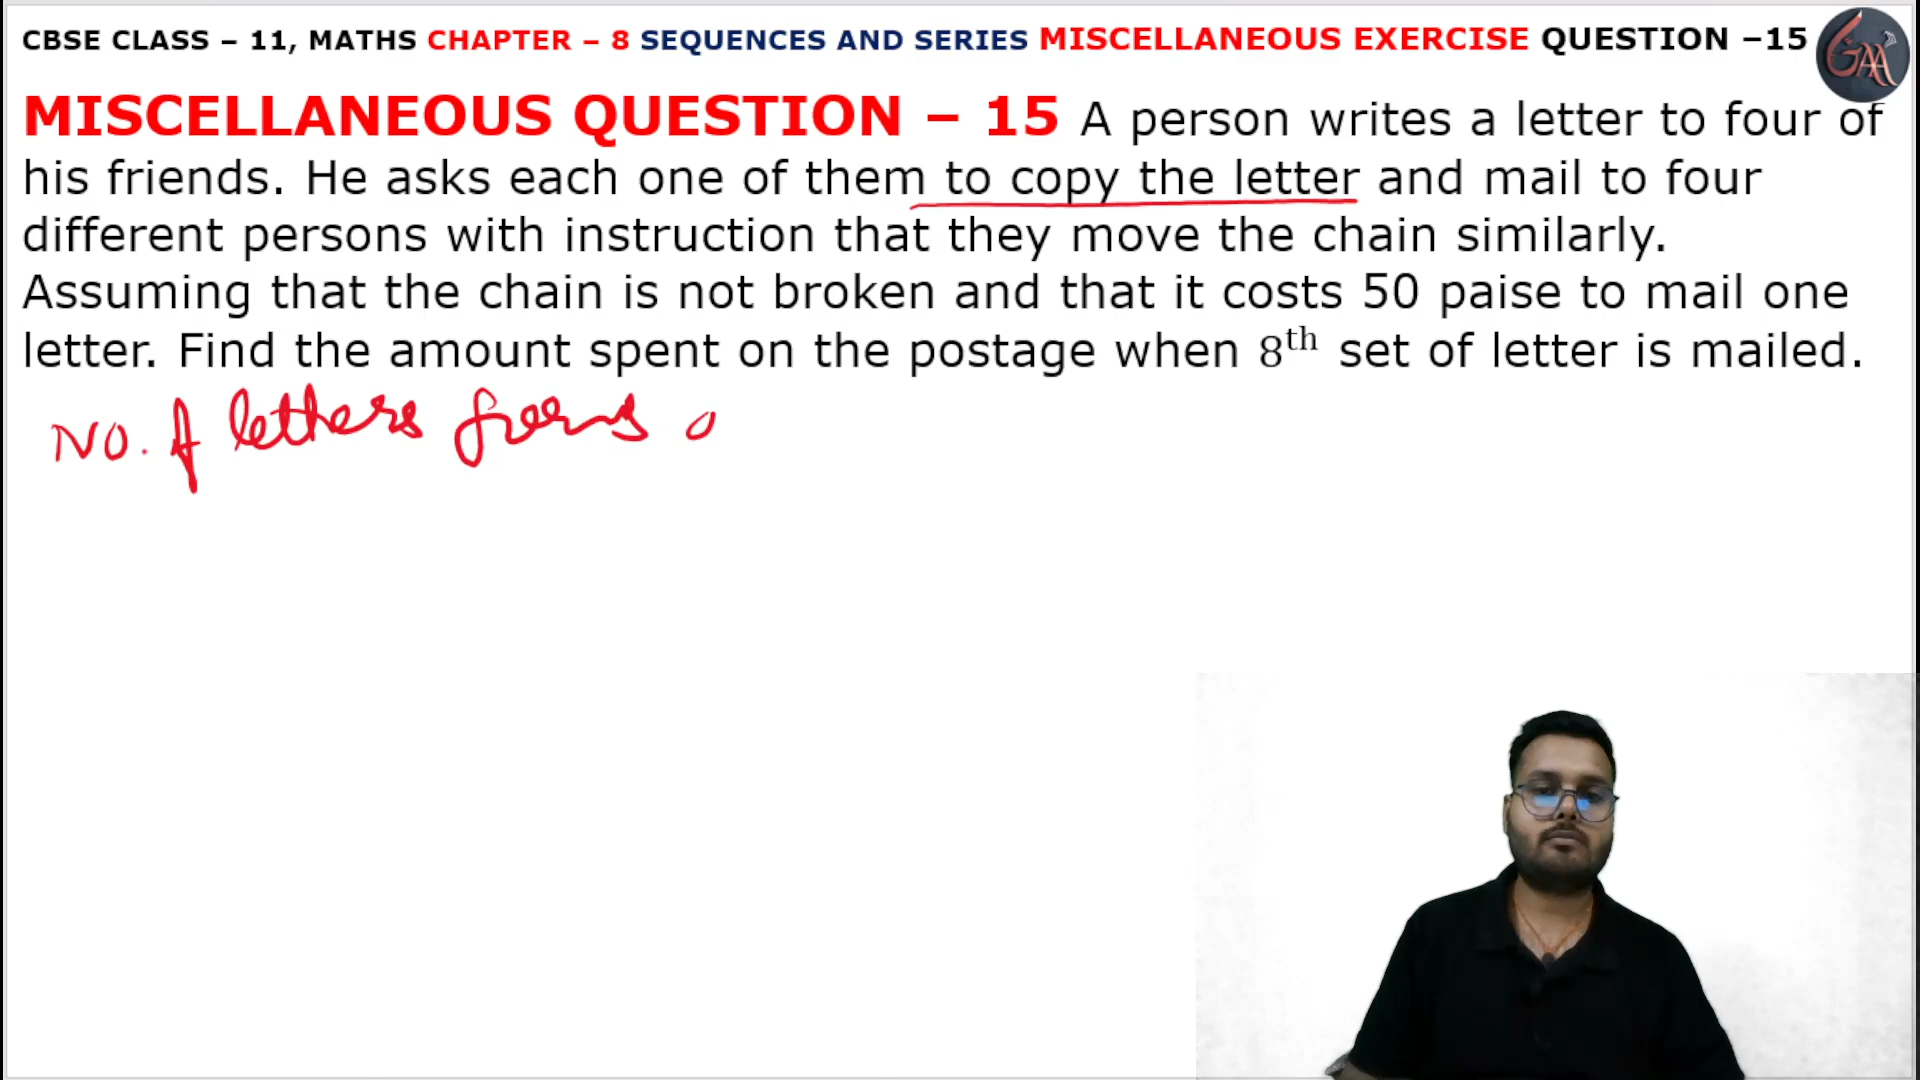 CBSE CLASS – 11, MATHS CHAPTER – 8 SEQUENCES AND SERIES MISCELLANEOUS EXERCISE QUESTION –15
MISCELLANEOUS QUESTION – 15 A person writes a letter to four of
his friends. He asks each one of them to copy the letter and mail to four
different persons with instruction that they move the chain similarly.
Assuming that the chain is not broken and that it costs 50 paise to mail one
letter. Find the amount spent on the postage when 8th set of letter is mailed.
No. of letters forms a